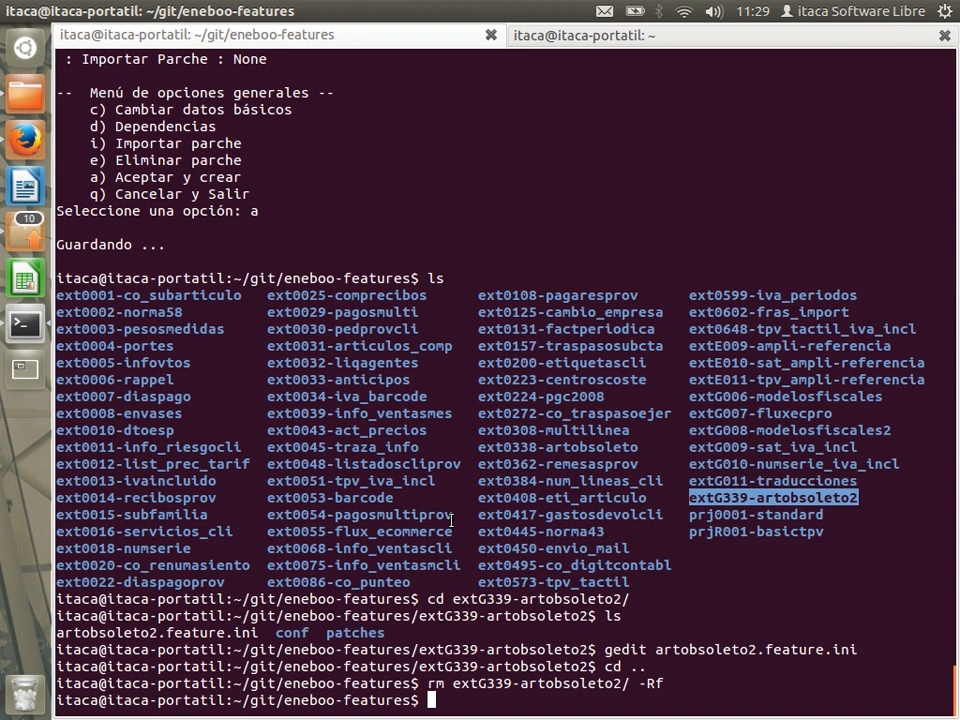 itaca@itaca-portatil: ~/git/eneboo-features
11:29 itaca Software Libre
itaca@itaca-portatil: ~/git/eneboo-features
itaca@itaca-portatil: ~
: Importar Parche : None
-- Menú de opciones generales --
c) Cambiar datos básicos
d) Dependencias
i) Importar parche
e) Eliminar parche
a) Aceptar y crear
q) Cancelar y Salir
Seleccione una opción: a
10
Guardando ...
itaca@itaca-portatil:~/git/eneboo-features$ ls
ext0001-co_subarticulo ext0025-comprecibos ext0108-pagaresprov ext0599-iva_periodos
ext0002-norma58 ext0029-pagosmulti ext0125-cambio_empresa ext0602-fras_import
ext0003-pesosmedidas ext0030-pedprovcli ext0131-factperiodica ext0648-tpv_tactil_iva_incl
ext0004-portes ext0031-articulos_comp ext0157-traspasosubcta extE009-ampli-referencia
ext0005-infovtos ext0032-liqagentes ext0200-etiquetascli extE010-sat_ampli-referencia
ext0006-rappel ext0033-anticipos ext0223-centroscoste extE011-tpv_ampli-referencia
ext0007-diaspago ext0034-iva_barcode ext0224-pgc2008 extG006-modelosfiscales
ext0008-envases ext0039-info_ventasmes ext0272-co_traspasoejer extG007-fluxecpro
ext0010-dtoesp ext0043-act_precios ext0308-multilinea extG008-modelosfiscales2
ext0011-info_riesgocli ext0045-traza_info ext0338-artobsoleto extG009-sat_iva_incl
ext0012-list_prec_tarif ext0048-listadoscliprov ext0362-remesasprov extG010-numserie_iva_incl
ext0013-ivaincluido ext0051-tpv_iva_incl ext0384-num_lineas_cli extG011-traducciones
ext0014-recibosprov ext0053-barcode ext0408-eti_articulo extG339-artobsoleto2
ext0015-subfamilia ext0054-pagosmultiprov ext0417-gastosdevolcli prj0001-standard
ext0016-servicios_cli ext0055-flux_ecommerce ext0445-norma43 prjR001-basictpv
ext0018-numserie ext0068-info_ventascli ext0450-envio_mail
ext0020-co_renumasiento ext0075-info_ventasmcli ext0495-co_digitcontabl
ext0022-diaspagoprov ext0086-co_punteo ext0573-tpv_tactil
itaca@itaca-portatil:~/git/eneboo-features$ cd extG339-artobsoleto2/
itaca@itaca-portatil:~/git/eneboo-features/extG339-artobsoleto2$ ls
artobsoleto2.feature.ini conf patches
itaca@itaca-portatil:~/git/eneboo-features/extG339-artobsoleto2$ gedit artobsoleto2.feature.ini
itaca@itaca-portatil:~/git/eneboo-features/extG339-artobsoleto2$ cd ..
itaca@itaca-portatil:~/git/eneboo-features$ rm extG339-artobsoleto2/ -Rf
itaca@itaca-portatil:~/git/eneboo-features$